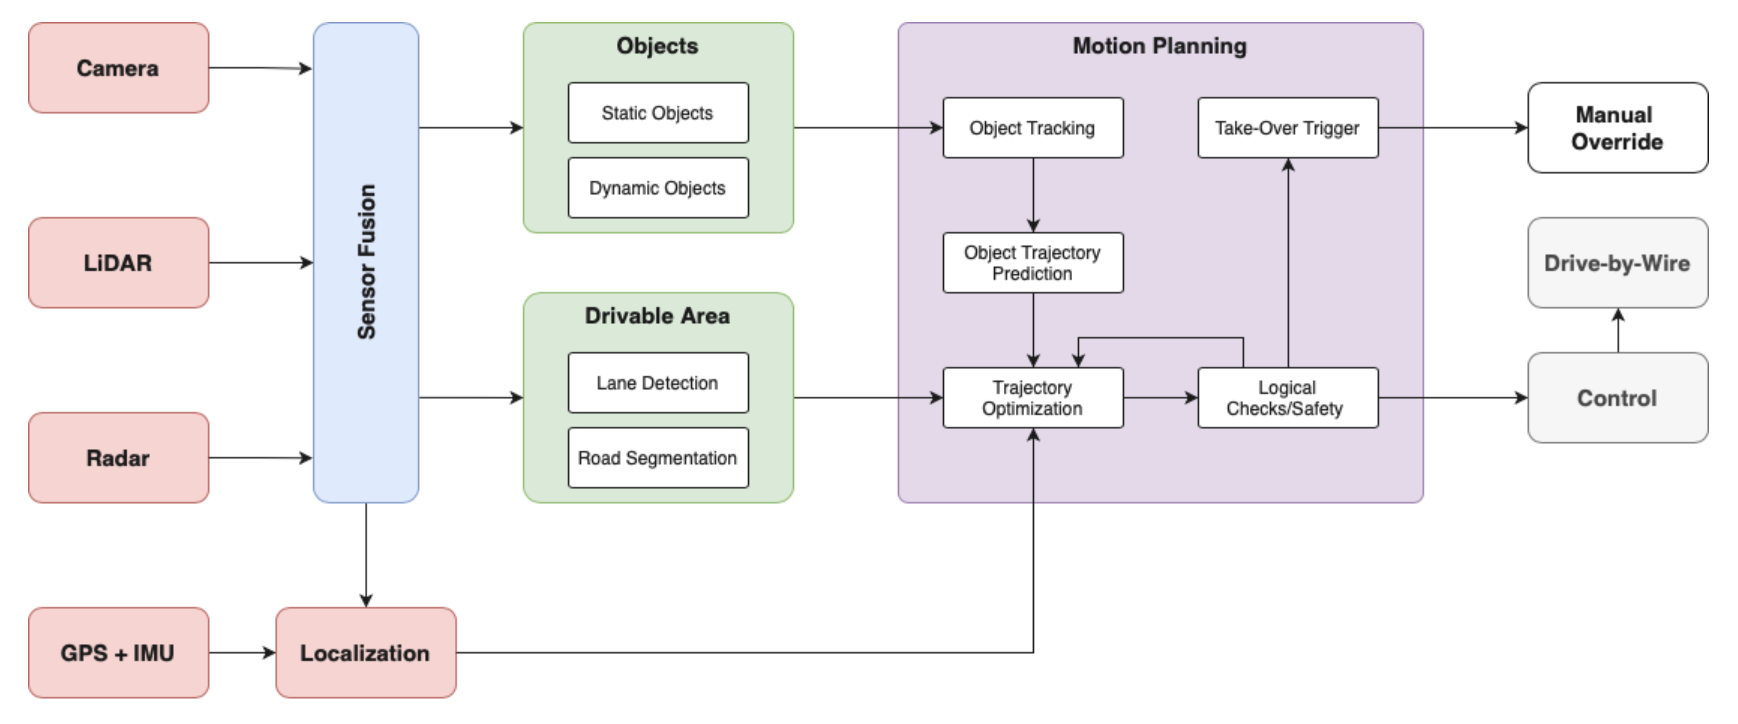 Camera
LiDAR
Radar
GPS + IMU
Sensor Fusion
Localization
Objects
Static Objects
Dynamic Objects
Drivable Area
Lane Detection
Road Segmentation
Motion Planning
Object Tracking
Take-Over Trigger
Object Trajectory
Prediction
Trajectory
Optimization
Logical
Checks/Safety
Manual
Override
Drive-by-Wire
Control